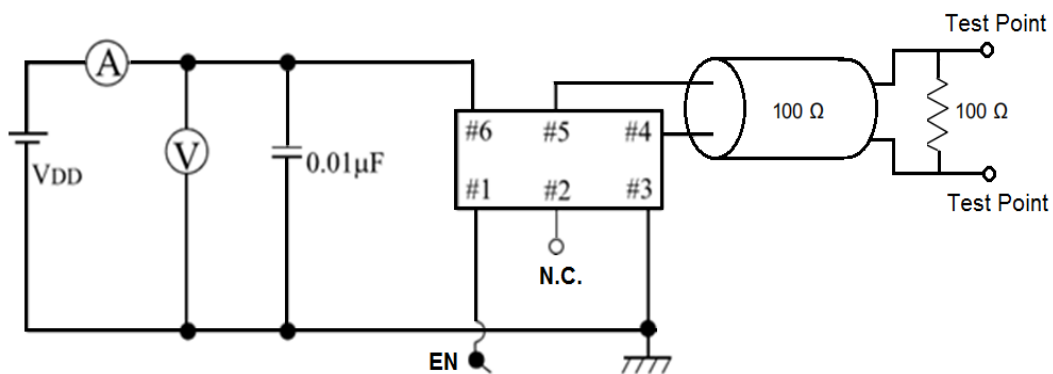 Test Point
A
100 Ω
100 Ω
#6 #5 #4
V
0.01μF
VDD
#1 #2 #3
Test Point
N.C.
EN